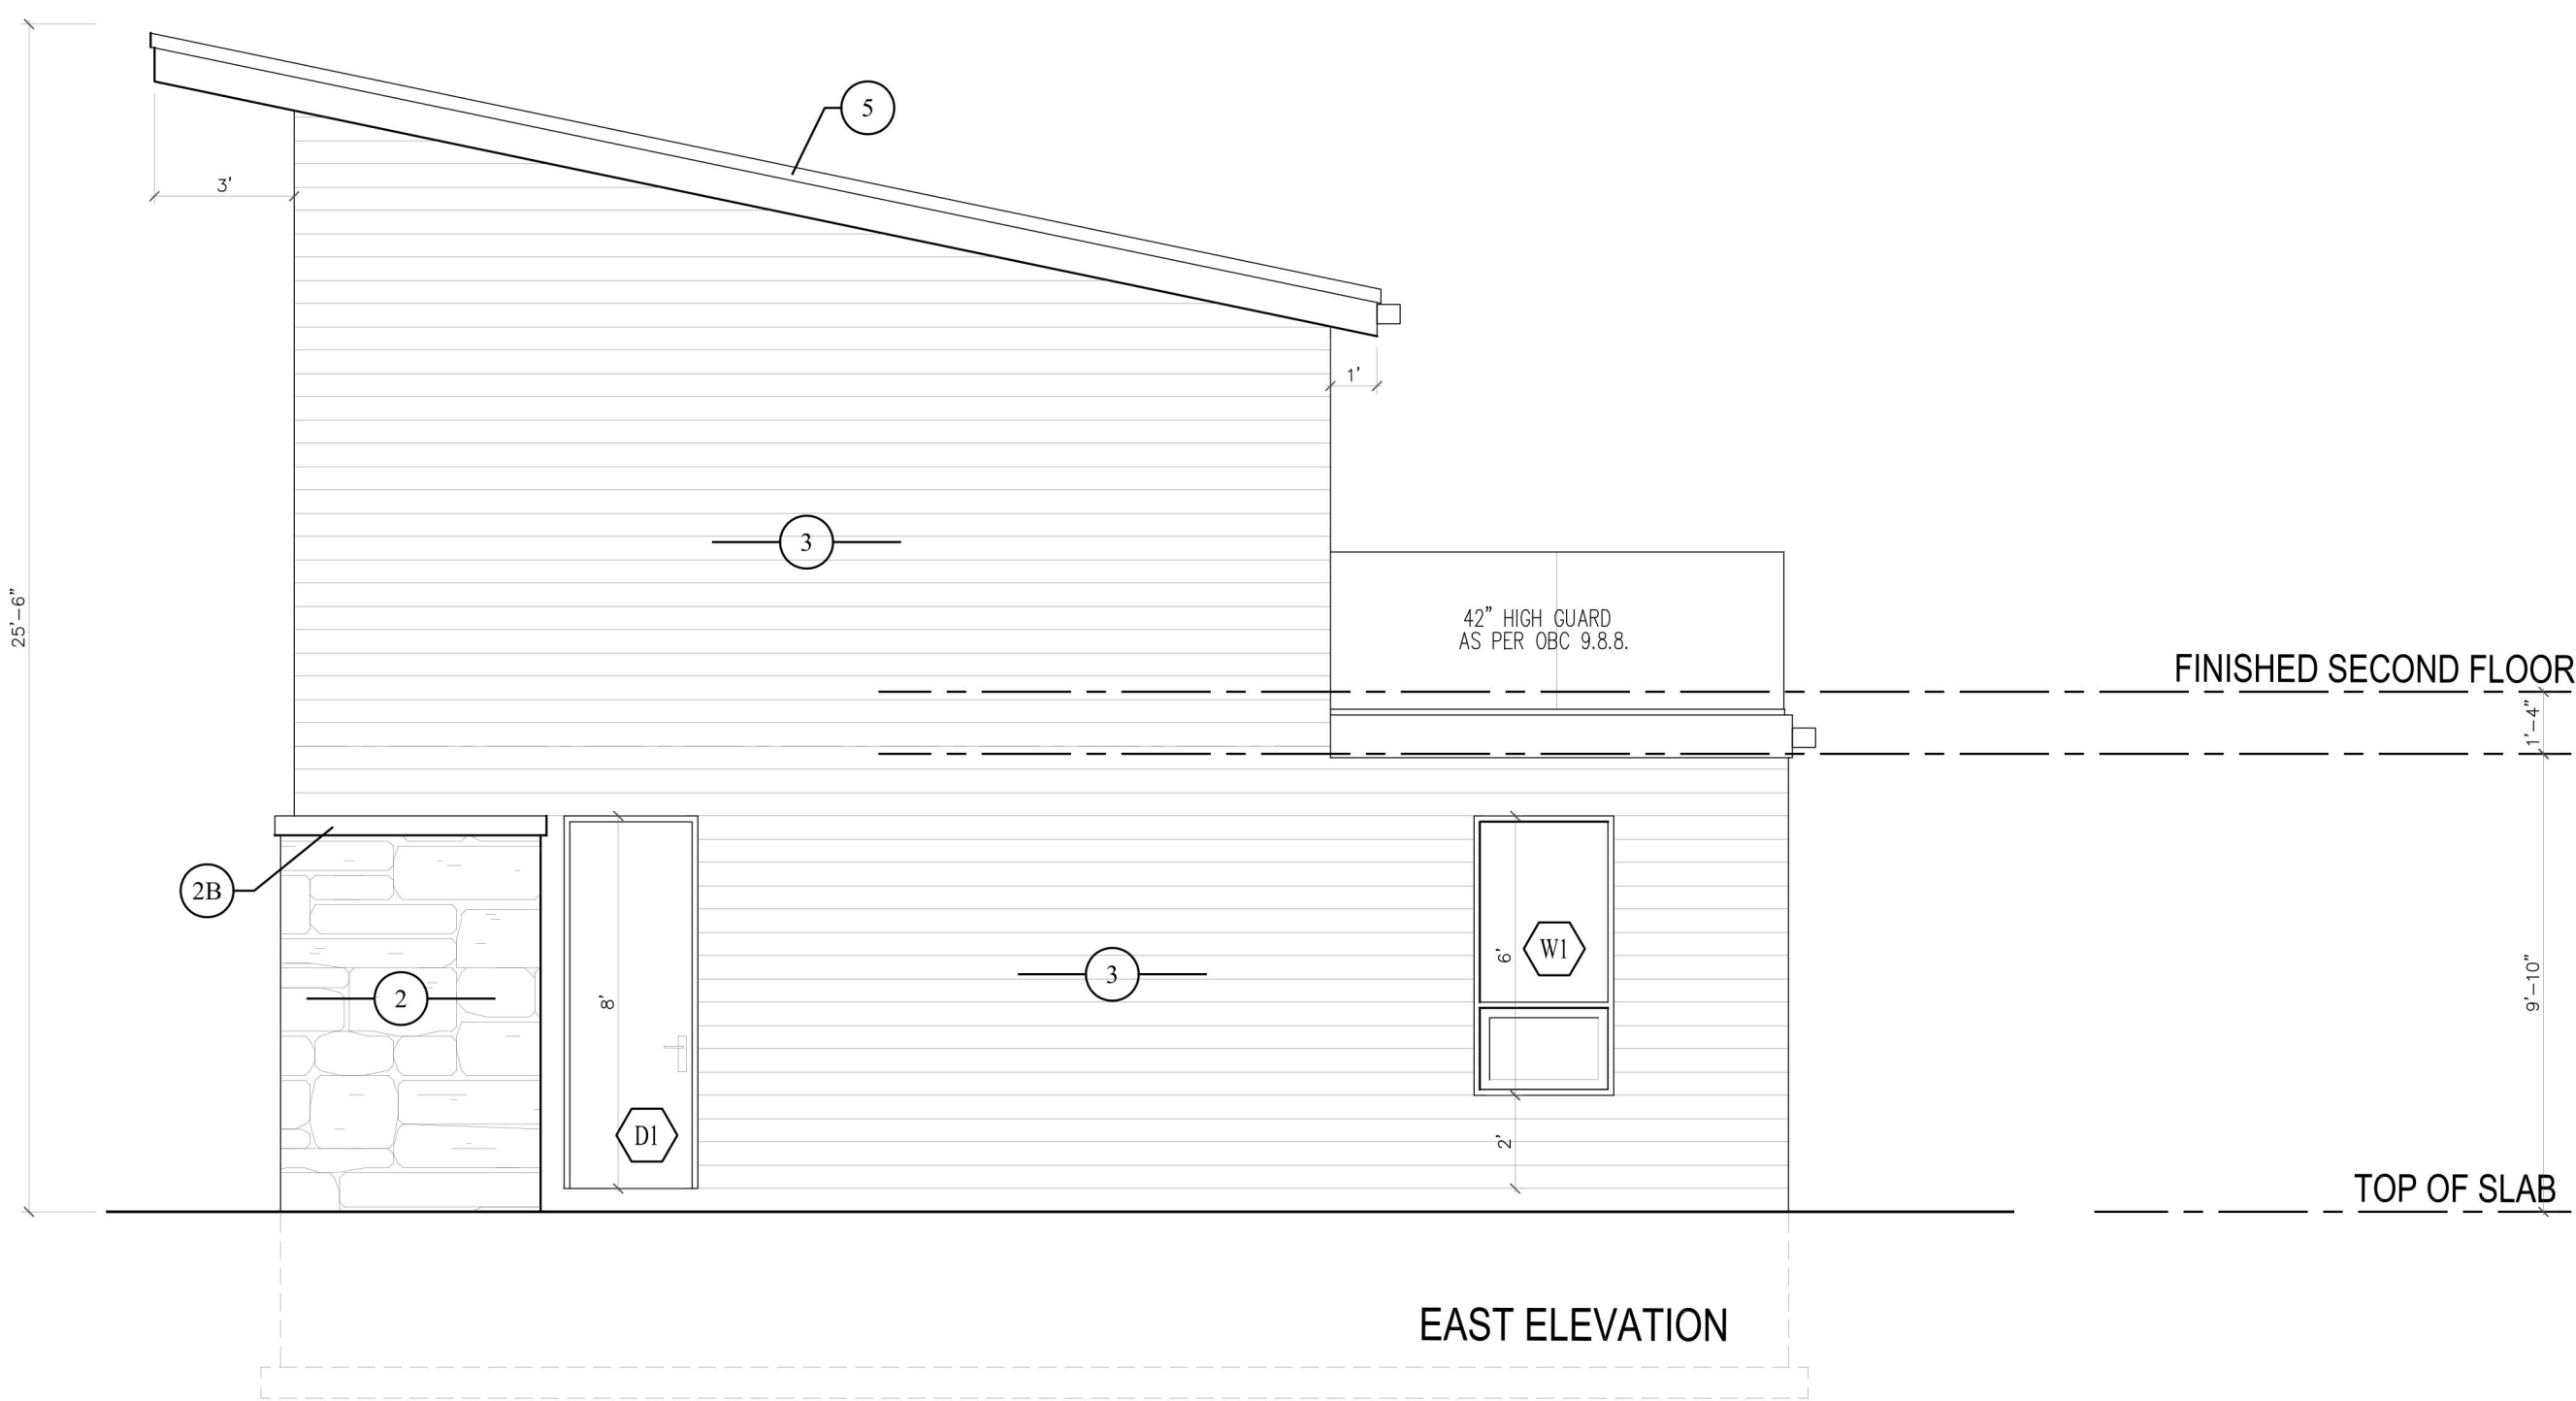 5
3'
1'
3
25'-6"
42" HIGH GUARD
AS PER OBC 9.8.8.
FINISHED SECOND FLOOR
1'-4"
2B
2
8'
D1
3
6'
W1
2'
9'-10"
TOP OF SLAB
EAST ELEVATION